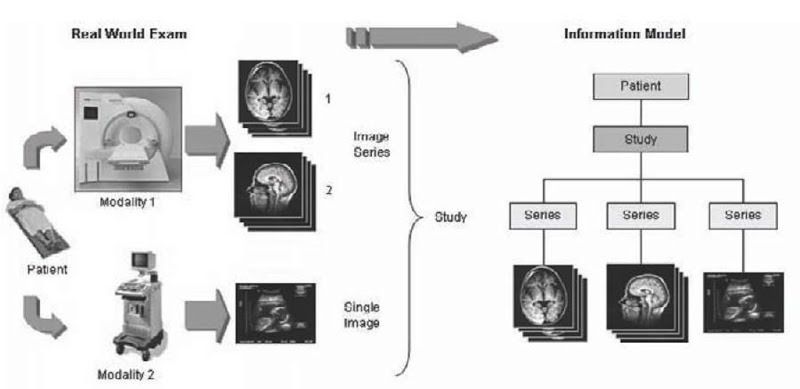 Real World Exam
Information Model
1
Image
Series
2
Modality 1
Patient
Study
Single
Image
Modality 2
Patient
Study
Series
Series
Series